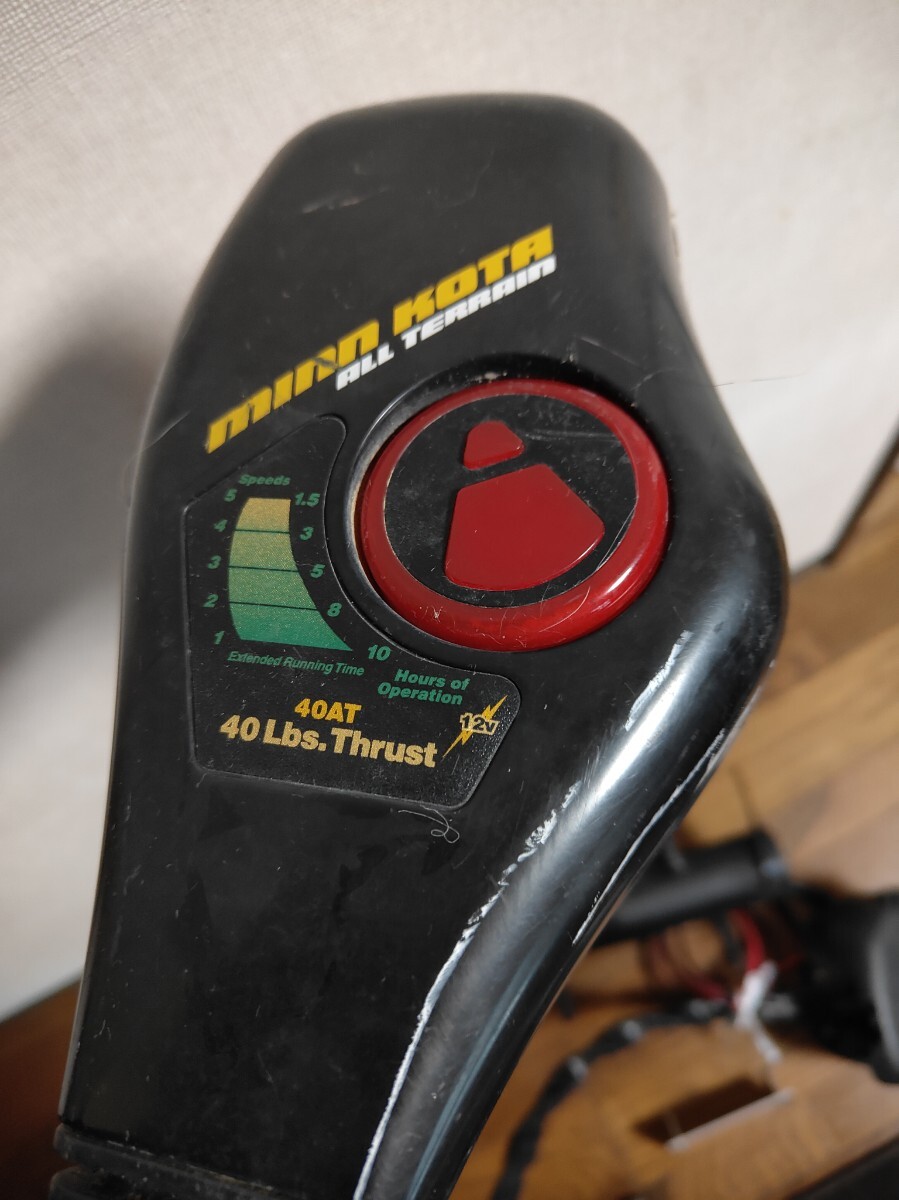 MINN KOTA
ALL TERRAIN
Speeds
5 1.5
4 3
3 5
2 8
1 10
Extended Running Time
Hours of
Operation
40AT
40 Lbs. Thrust
12V